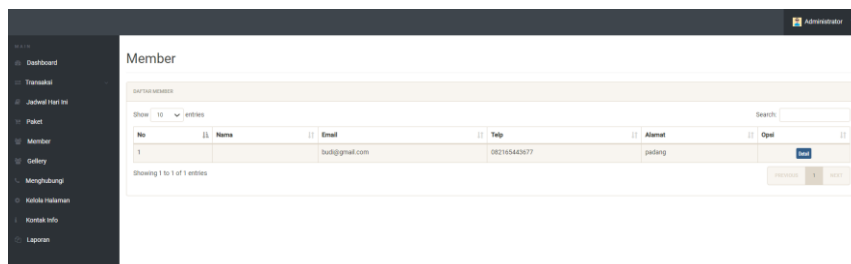 Administrator
MAIN
Dashboard
Transaksi
Jadwal Hari Ini
Paket
Member
Gellery
Menghubungi
Kelola Halaman
Kontak Info
Laporan
Member
DAFTAR MEMBER
Show 10 entries Search:
No Nama Email Telp Alamat Opsi
1 budi@gmail.com 082165443677 padang
Showing 1 to 1 of 1 entries PREVIOUS 1 NEXT